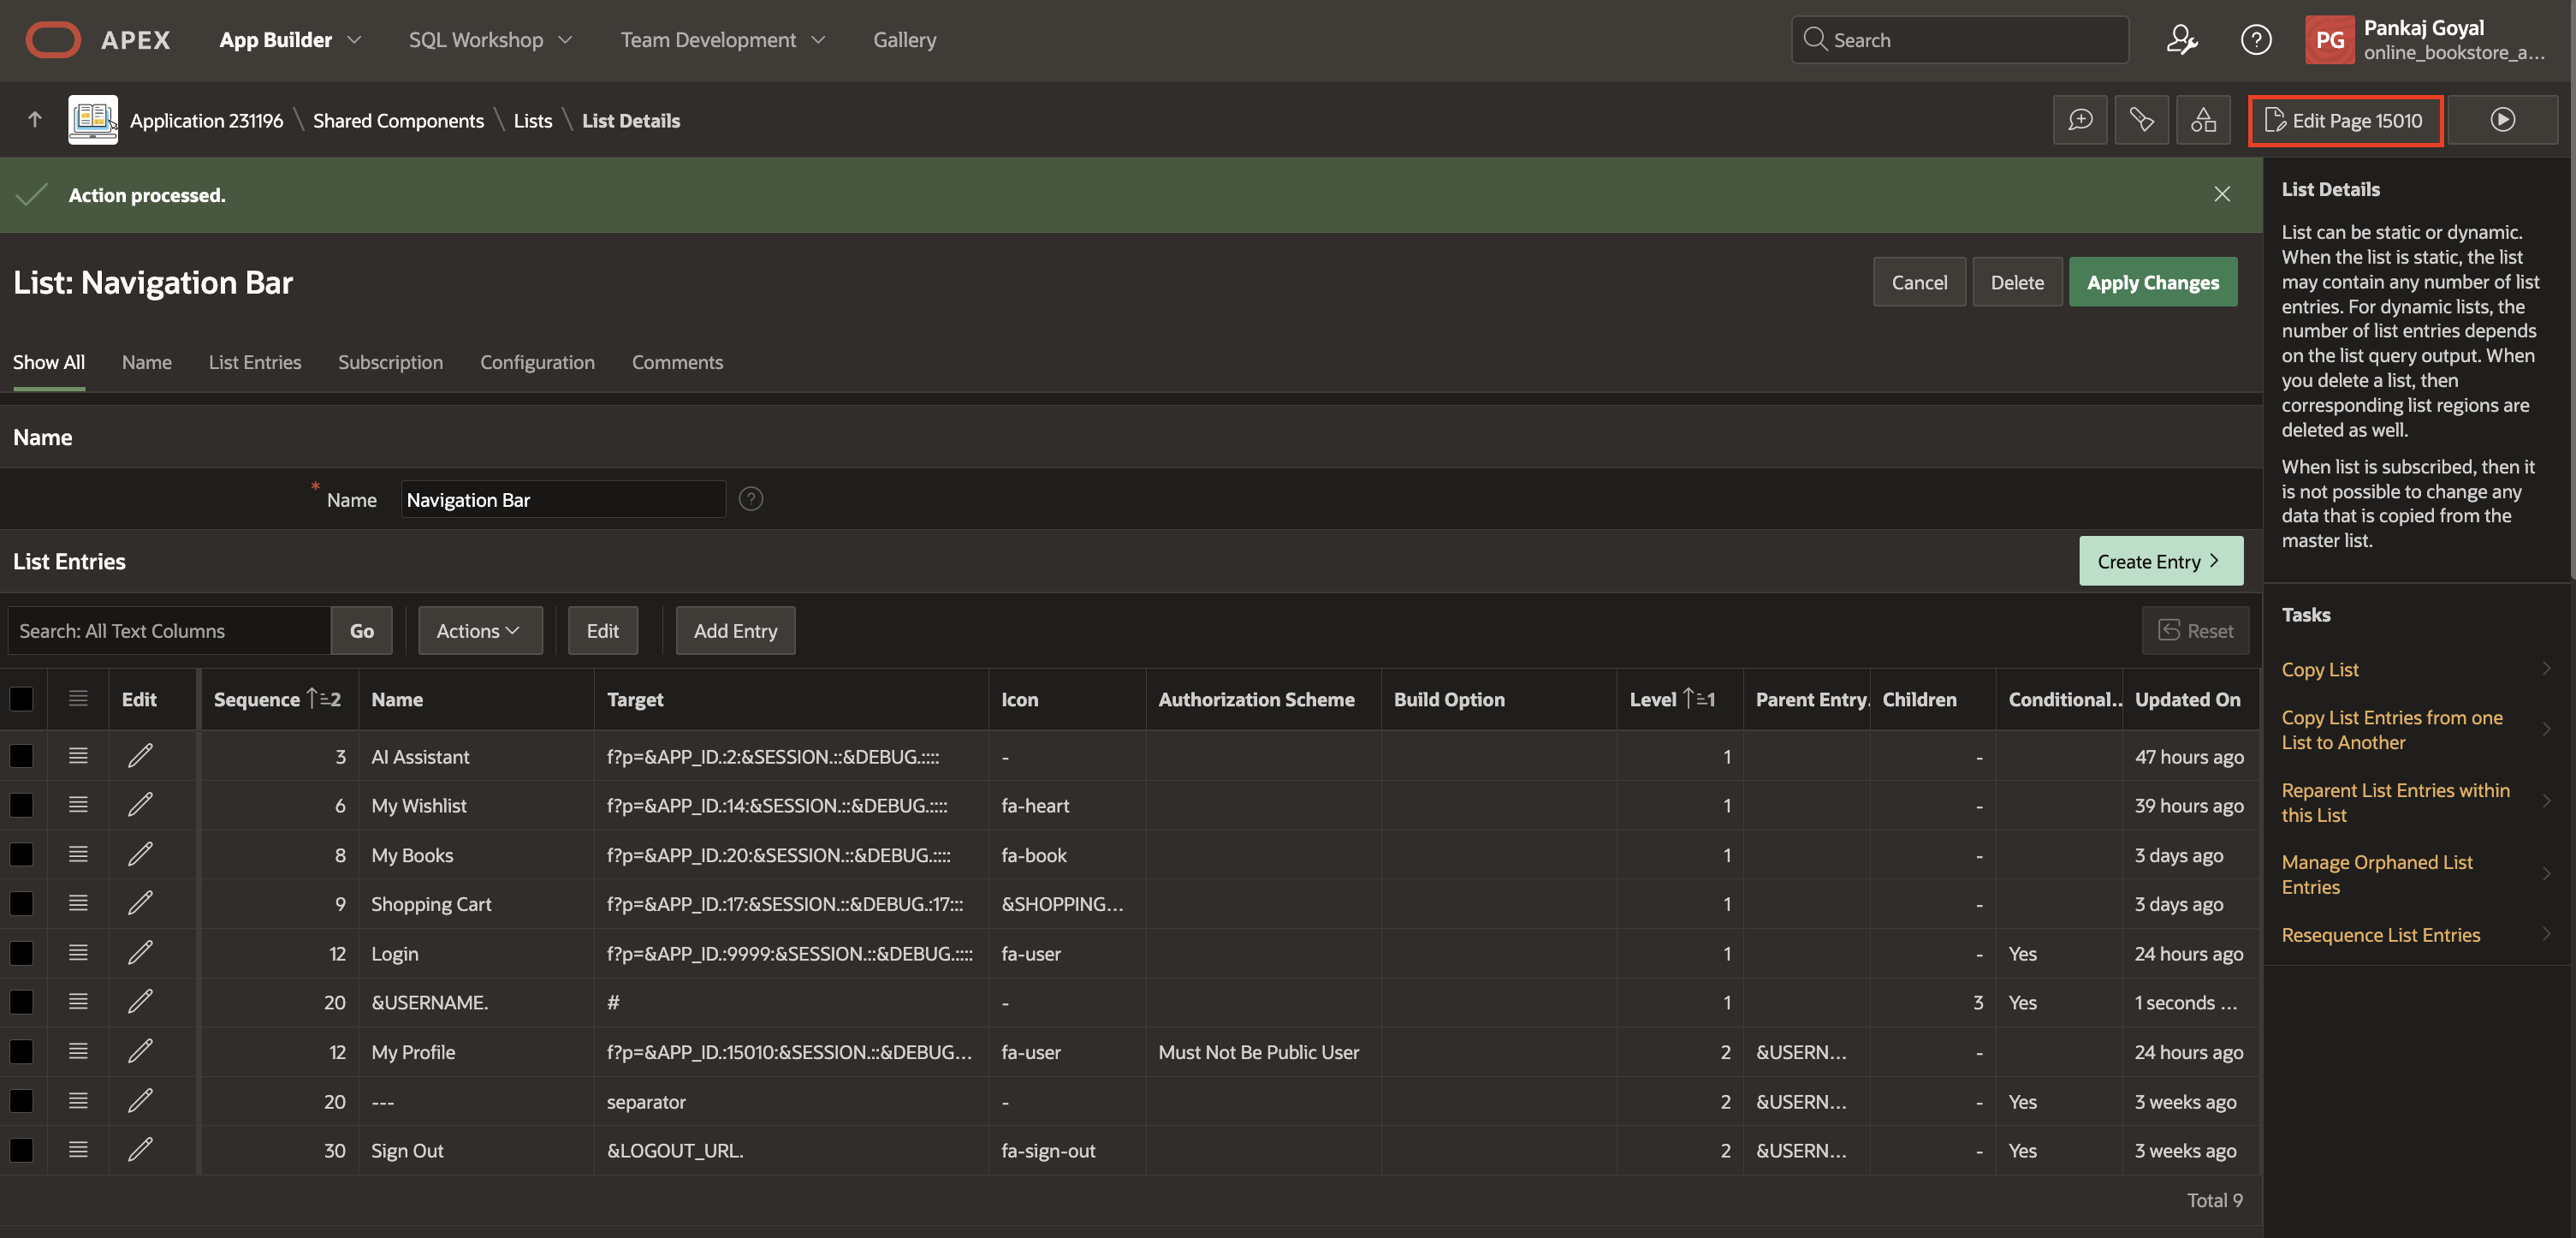 APEX App Builder SQL Workshop Team Development Gallery Search Pankaj Goyal
PG online_bookstore_a...
Application 231196 \ Shared Components \ Lists \ List Details Edit Page 15010
Action processed.
List: Navigation Bar
Cancel Delete Apply Changes
Show All Name List Entries Subscription Configuration Comments
Name
* Name Navigation Bar ?
List Entries Create Entry
Search: All Text Columns Go Actions Edit Add Entry Reset
Edit Sequence 2 Name Target Icon Authorization Scheme Build Option Level 1 Parent Entry. Children Conditional... Updated On
3 AI Assistant f?p=&APP_ID.:2:&SESSION.::&DEBUG.:::: - 1 - 47 hours ago
6 My Wishlist f?p=&APP_ID.:14:&SESSION.::&DEBUG.:::: fa-heart 1 - 39 hours ago
8 My Books f?p=&APP_ID.:20:&SESSION.::&DEBUG.:::: fa-book 1 - 3 days ago
9 Shopping Cart f?p=&APP_ID.:17:&SESSION.::&DEBUG.:17::: &SHOPPING... 1 - 3 days ago
12 Login f?p=&APP_ID.:9999:&SESSION.::&DEBUG.:::: fa-user 1 - Yes 24 hours ago
20 &USERNAME. # - 1 3 Yes 1 seconds ...
12 My Profile f?p=&APP_ID.:15010:&SESSION.::&DEBUG... fa-user Must Not Be Public User 2 &USERN... - 24 hours ago
20 --- separator - 2 &USERN... - Yes 3 weeks ago
30 Sign Out &LOGOUT_URL. fa-sign-out 2 &USERN... - Yes 3 weeks ago
Total 9
List Details
List can be static or dynamic.
When the list is static, the list
may contain any number of list
entries. For dynamic lists, the
number of list entries depends
on the list query output. When
you delete a list, then
corresponding list regions are
deleted as well.
When list is subscribed, then it
is not possible to change any
data that is copied from the
master list.
Tasks
Copy List
Copy List Entries from one
List to Another
Reparent List Entries within
this List
Manage Orphaned List
Entries
Resequence List Entries